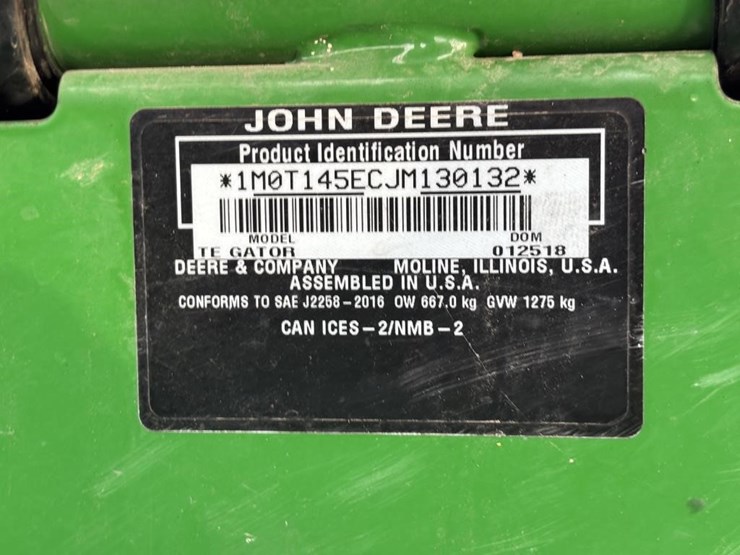 JOHN DEERE
Product Identification Number
*1M0T145ECJM130132*
MODEL DOM
TE GATOR 012518
DEERE & COMPANY MOLINE, ILLINOIS, U.S.A.
ASSEMBLED IN U.S.A.
CONFORMS TO SAE J2258-2016 OW 667.0 kg GVW 1275 kg
CAN ICES-2/NMB-2